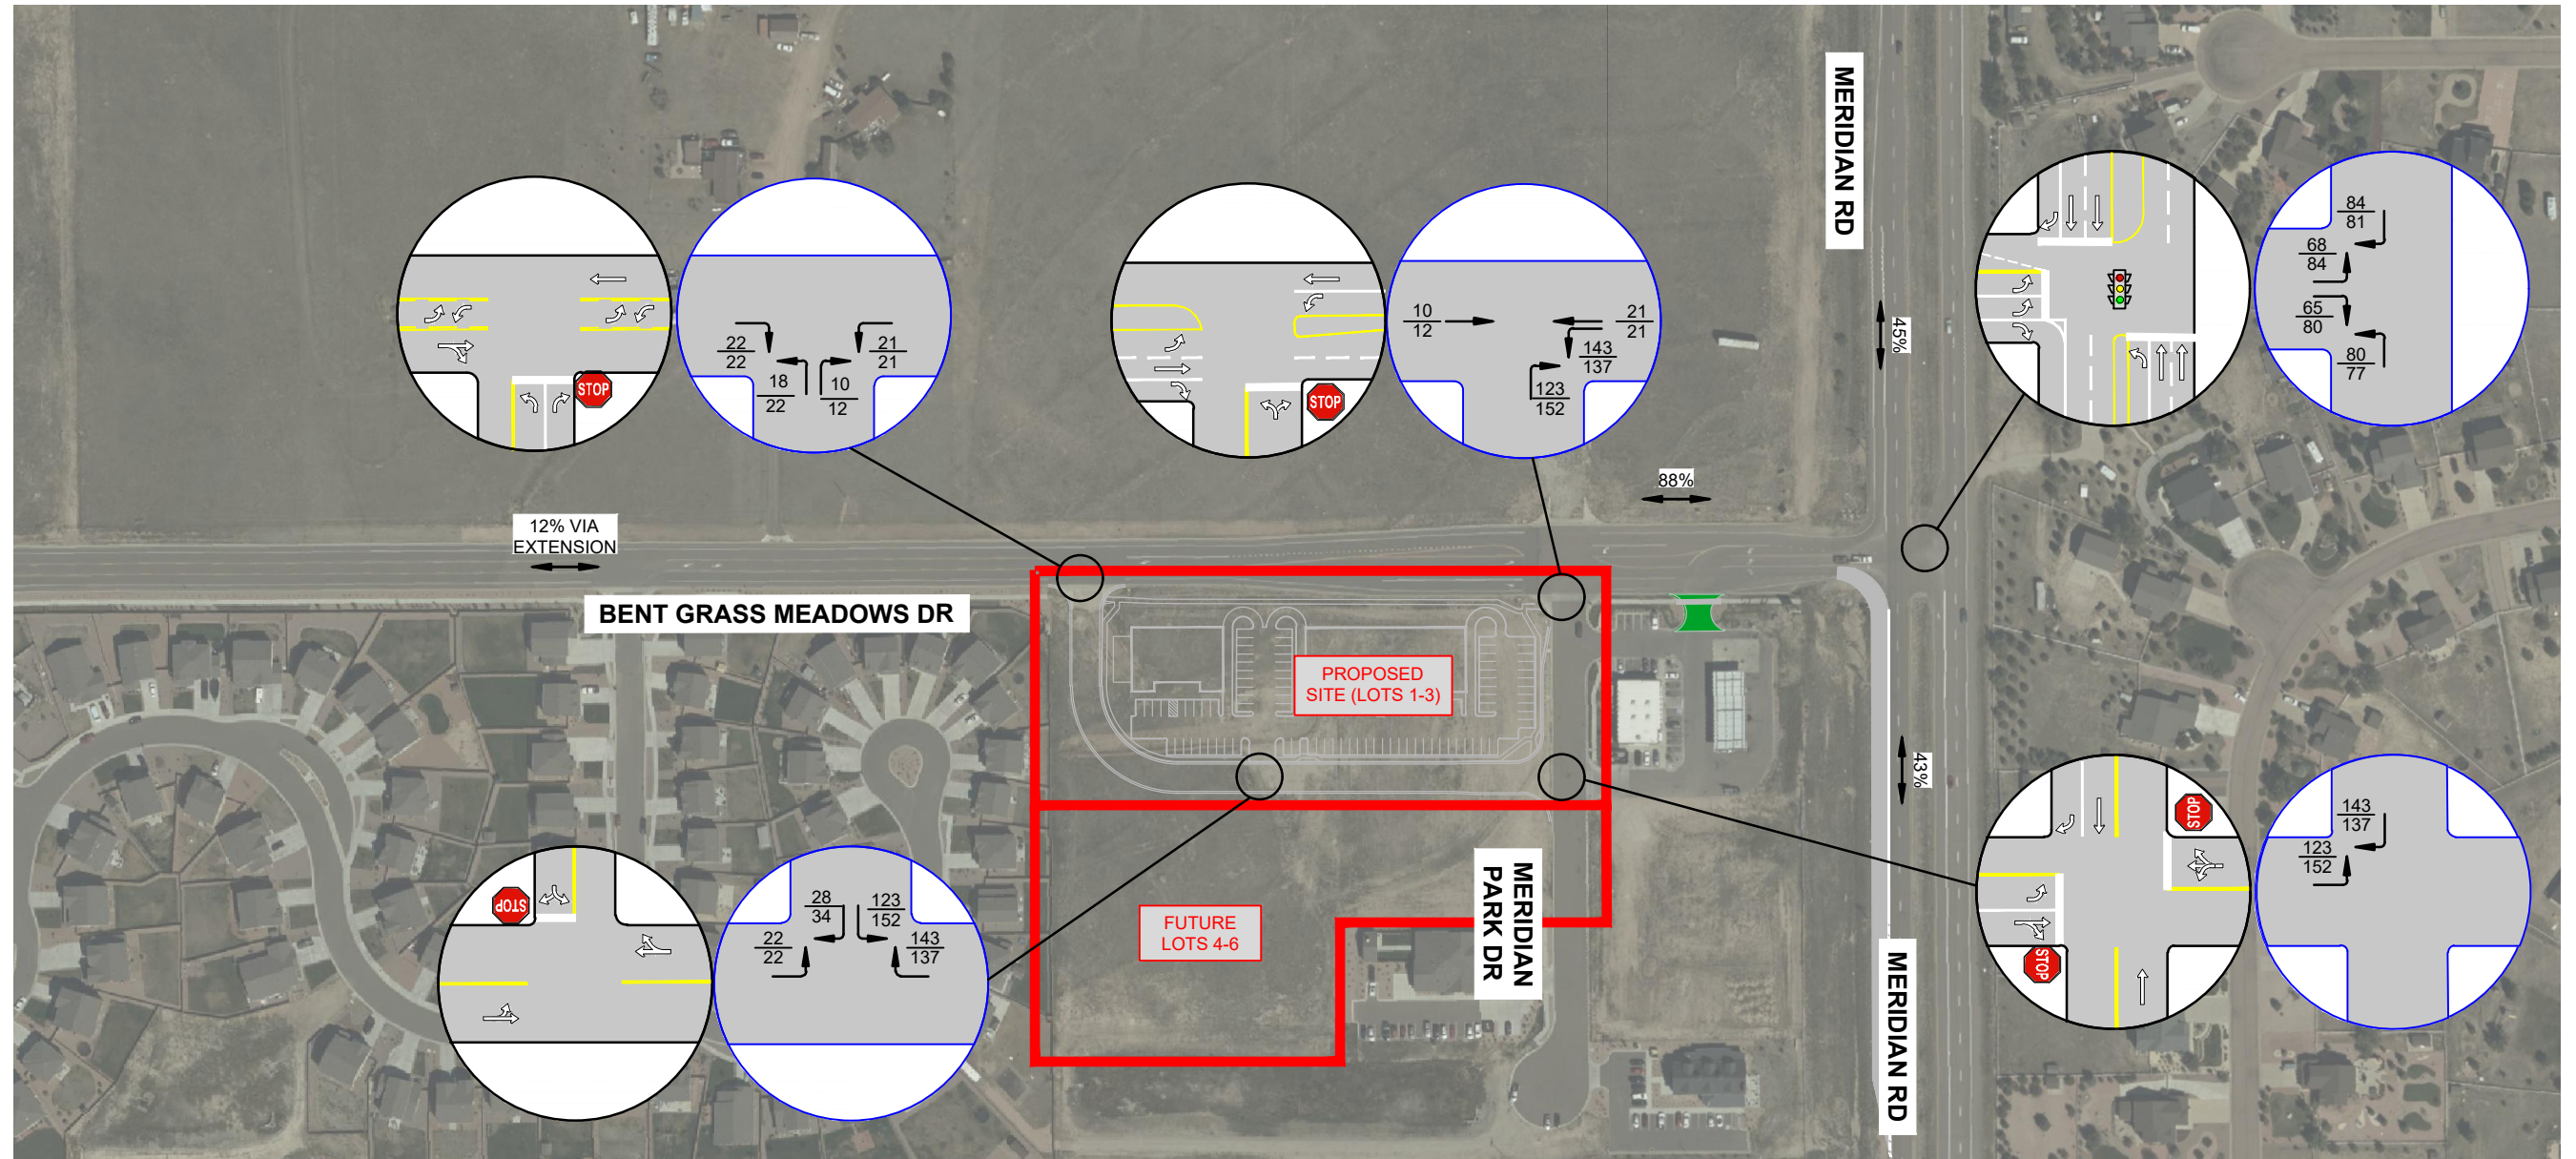 MERIDIAN RD
45%
84
81
68
84
65
80
80
77
22
22
18
22
10
12
21
21
STOP
10
12
21
21
143
137
123
152
STOP
88%
12% VIA
EXTENSION
BENT GRASS MEADOWS DR
PROPOSED
SITE (LOTS 1-3)
43%
FUTURE
LOTS 4-6
MERIDIAN
PARK DR
MERIDIAN RD
STOP
28
34
123
152
22
22
143
137
STOP
STOP
143
137
123
152